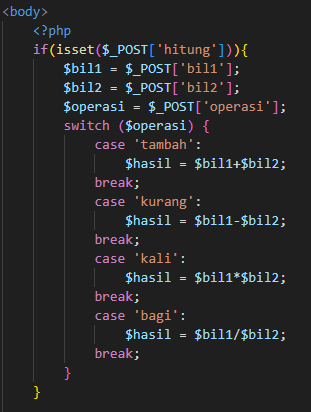 <body>
<?php
if(isset($_POST['hitung'])){
$bil1 = $_POST['bil1'];
$bil2 = $_POST['bil2'];
$operasi = $_POST['operasi'];
switch ($operasi) {
case 'tambah':
$hasil = $bil1+$bil2;
break;
case 'kurang':
$hasil = $bil1-$bil2;
break;
case 'kali':
$hasil = $bil1*$bil2;
break;
case 'bagi':
$hasil = $bil1/$bil2;
break;
}
}